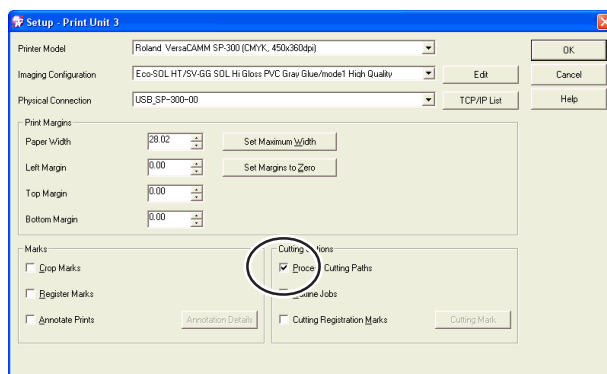 Setup - Print Unit 3
Printer Model
Roland VersaCAMM SP-300 (CMYK, 450x360dpi)
OK
Imaging Configuration
Eco-SOL HT/SV-GG SOL Hi Gloss PVC Gray Glue/mode1 High Quality
Edit
Cancel
Physical Connection
USB_SP-300-00
TCP/IP List
Help
Print Margins
Paper Width
28.02
Set Maximum Width
Left Margin
0.00
Set Margins to Zero
Top Margin
0.00
Bottom Margin
0.00
Marks
Crop Marks
Register Marks
Annotate Prints
Annotation Details
Cutting
Cutting Paths
Jobs
Cutting Registration Marks
Cutting Mark